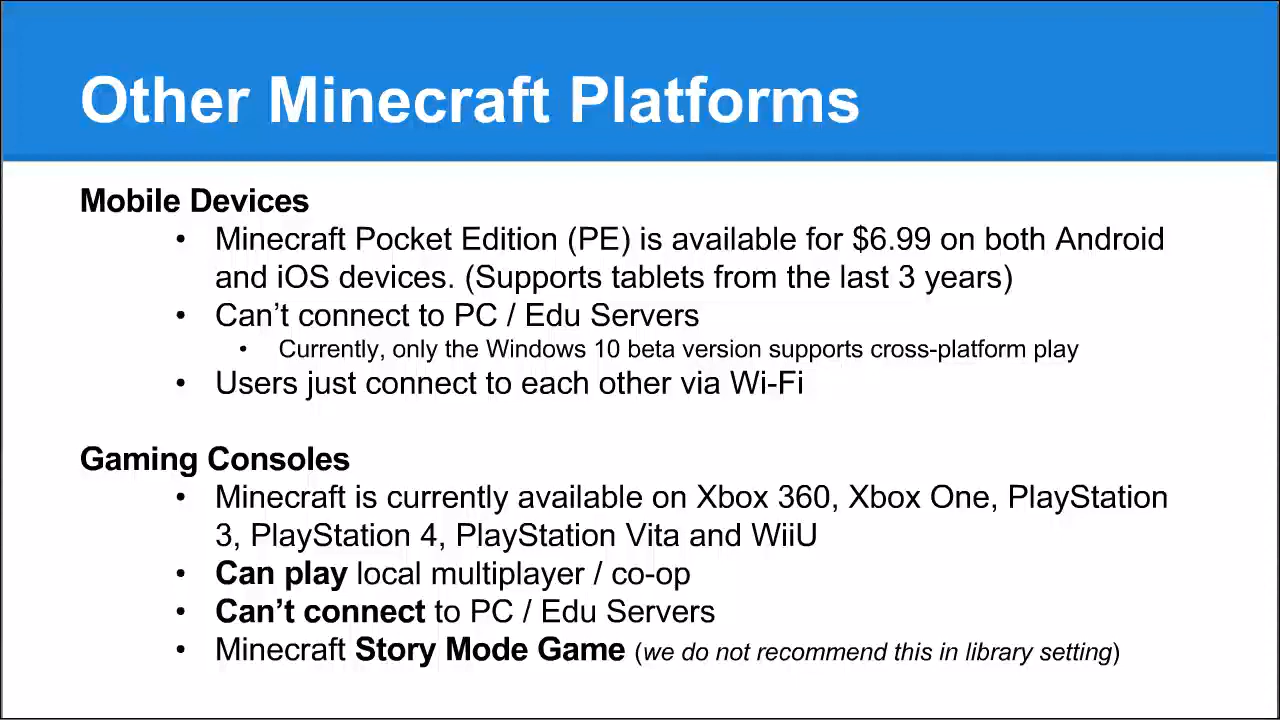 Other Minecraft Platforms
Mobile Devices
• Minecraft Pocket Edition (PE) is available for $6.99 on both Android
and iOS devices. (Supports tablets from the last 3 years)
• Can’t connect to PC / Edu Servers
• Currently, only the Windows 10 beta version supports cross-platform play
• Users just connect to each other via Wi-Fi
Gaming Consoles
• Minecraft is currently available on Xbox 360, Xbox One, PlayStation
3, PlayStation 4, PlayStation Vita and WiiU
• Can play local multiplayer / co-op
• Can’t connect to PC / Edu Servers
• Minecraft Story Mode Game (we do not recommend this in library setting)